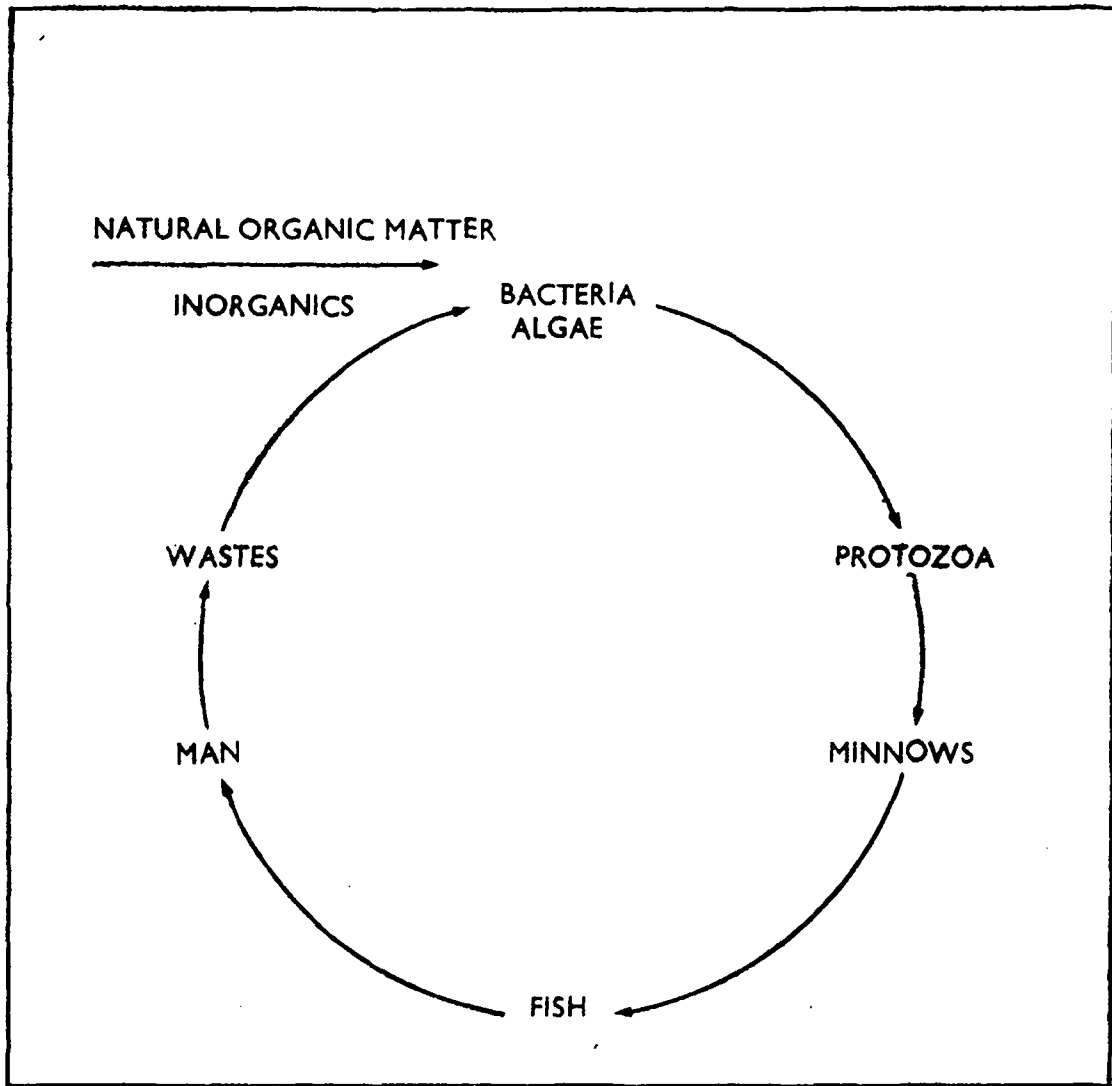 NATURAL ORGANIC MATTER
INORGANICS
BACTERIA
ALGAE
WASTES
PROTOZOA
MAN
MINNOWS
FISH